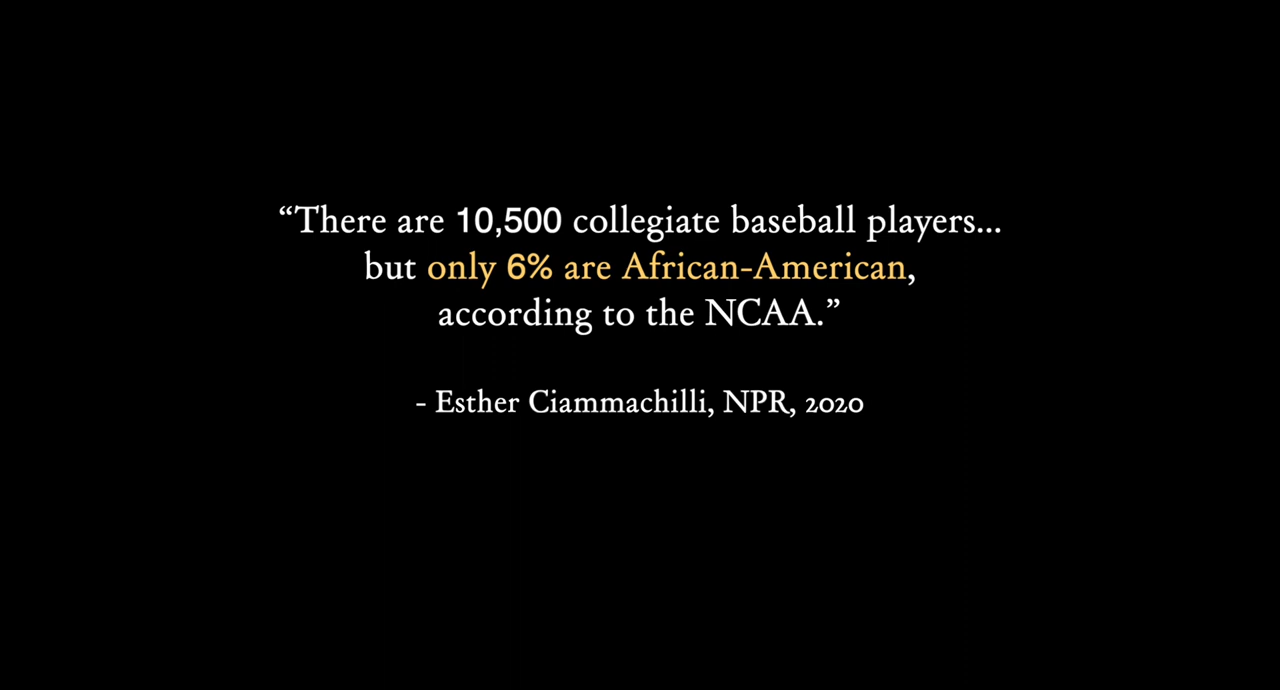 “There are 10,500 collegiate baseball players...
but only 6% are African-American,
according to the NCAA.”
- Esther Ciammachilli, NPR, 2020